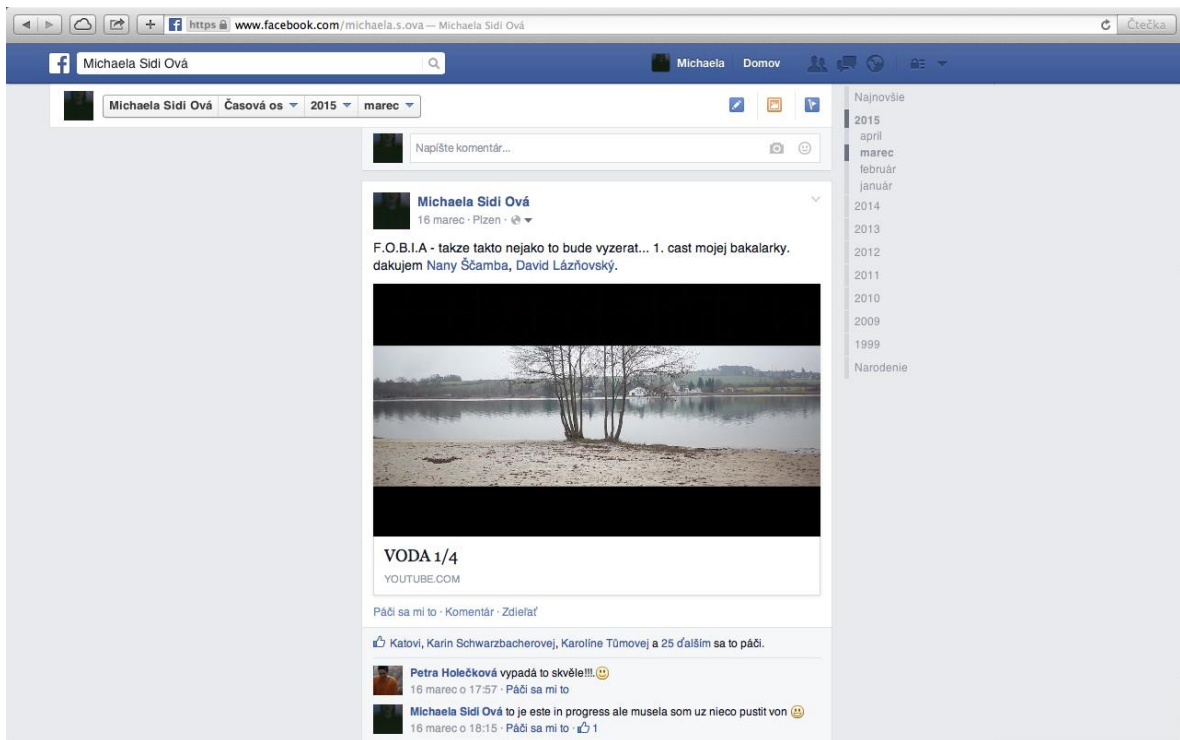 https www.facebook.com/michaela.s.ova — Michaela Sidi Ová
Čtečka
Michaela Sidi Ová
Michaela Domov
Michaela Sidi Ová Časová os 2015 marec
Najnovšie
2015
apríl
marec
február
január
2014
2013
2012
2011
2010
2009
1999
Narodenie
Napíšte komentár...
Michaela Sidi Ová
16 marec · Plzen ·
F.O.B.I.A - takze takto nejako to bude vyzerat... 1. cast mojej bakalarky.
dakujem Nany Ščamba, David Lázňovský.
VODA 1/4
YOUTUBE.COM
Páči sa mi to · Komentár · Zdieľať
Katovi, Karin Schwarzbacherovej, Karolíne Tůmovej a 25 ďalším sa to páči.
Petra Holečková vypadá to skvěle!!!.
16 marec o 17:57 · Páči sa mi to
Michaela Sidi Ová to je este in progress ale musela som uz nieco pustit von
16 marec o 18:15 · Páči sa mi to · 1